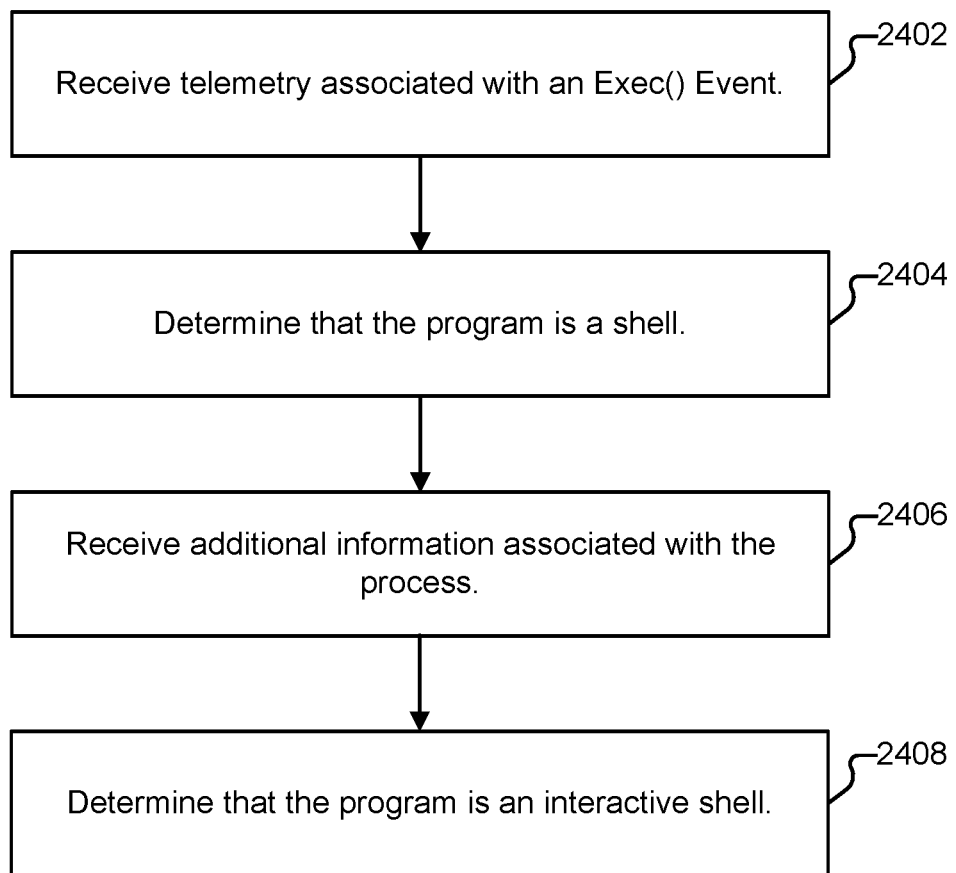 2402
Receive telemetry associated with an Exec() Event.
2404
Determine that the program is a shell.
2406
Receive additional information associated with the
process.
2408
Determine that the program is an interactive shell.